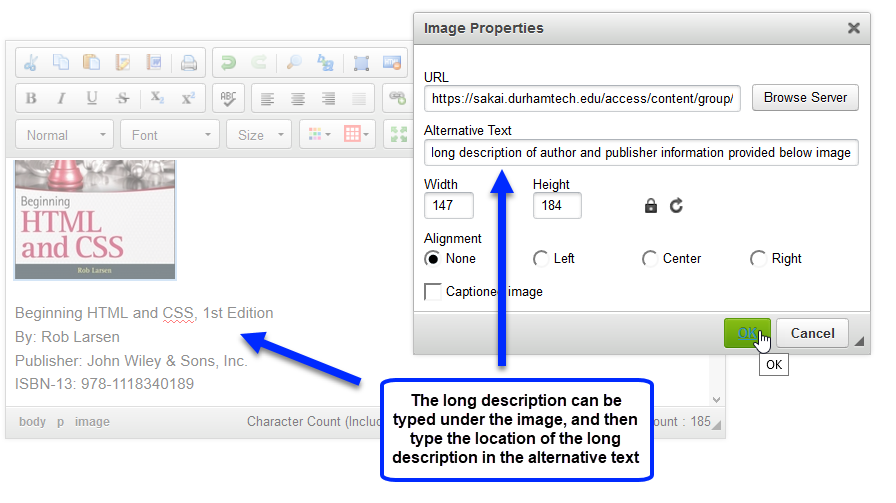 Image Properties
URL
https://sakai.durhamtech.edu/access/content/group/
Browse Server
Alternative Text
long description of author and publisher information provided below image
Width Height
147 184
Alignment
None Left Center Right
Captioned image
OK Cancel
OK
B I U S X₂ X² ABC
Normal Font Size
Beginning
HTML
and CSS
Rob Larsen
Beginning HTML and CSS, 1st Edition
By: Rob Larsen
Publisher: John Wiley & Sons, Inc.
ISBN-13: 978-1118340189
body p image Character Count (Inclu ount : 185
The long description can be
typed under the image, and then
type the location of the long
description in the alternative text